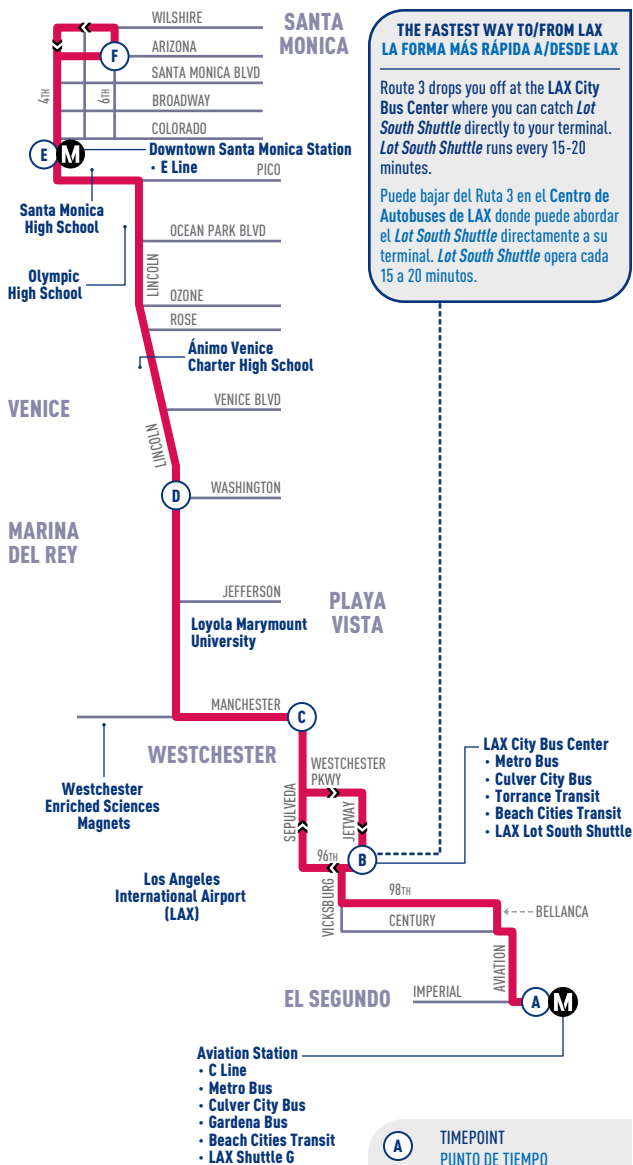 WILSHIRE
SANTA
MONICA
ARIZONA
F
SANTA MONICA BLVD
4TH
6TH
BROADWAY
COLORADO
E
M
Downtown Santa Monica Station
• E Line
PICO
Santa Monica
High School
OCEAN PARK BLVD
Olympic
High School
LINCOLN
OZONE
ROSE
Ánimo Venice
Charter High School
VENICE
VENICE BLVD
LINCOLN
D
WASHINGTON
MARINA
DEL REY
JEFFERSON
PLAYA
VISTA
Loyola Marymount
University
MANCHESTER
C
WESTCHESTER
Westchester
Enriched Sciences
Magnets
WESTCHESTER
PKWY
SEPULVEDA
JETWAY
96TH
B
LAX City Bus Center
• Metro Bus
• Culver City Bus
• Torrance Transit
• Beach Cities Transit
• LAX Lot South Shuttle
Los Angeles
International Airport
(LAX)
VICKSBURG
98TH
BELLANCA
CENTURY
AVIATION
EL SEGUNDO
IMPERIAL
A
M
Aviation Station
• C Line
• Metro Bus
• Culver City Bus
• Gardena Bus
• Beach Cities Transit
• LAX Shuttle G
THE FASTEST WAY TO/FROM LAX
LA FORMA MÁS RÁPIDA A/DESDE LAX
Route 3 drops you off at the LAX City
Bus Center where you can catch Lot
South Shuttle directly to your terminal.
Lot South Shuttle runs every 15-20
minutes.
Puede bajar del Ruta 3 en el Centro de
Autobuses de LAX donde puede abordar
el Lot South Shuttle directamente a su
terminal. Lot South Shuttle opera cada
15 a 20 minutos.
A
TIMEPOINT
PUNTO DE TIEMPO